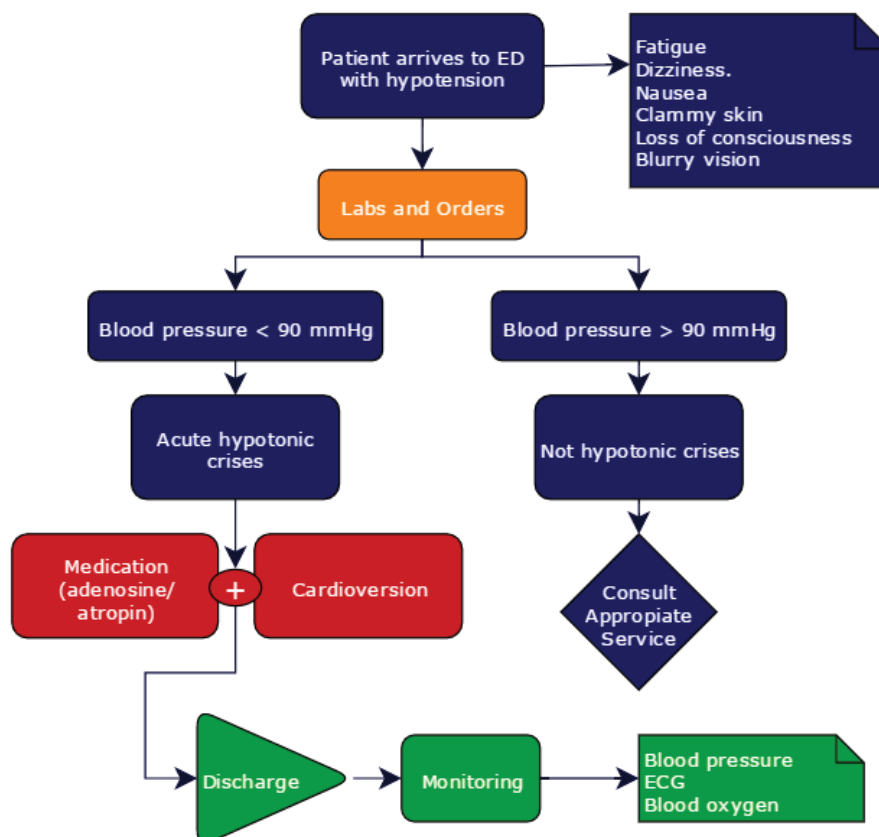 Patient arrives to ED
with hypotension
Fatigue
Dizziness.
Nausea
Clammy skin
Loss of consciousness
Blurry vision
Labs and Orders
Blood pressure < 90 mmHg
Blood pressure > 90 mmHg
Acute hypotonic
crises
Not hypotonic crises
Medication
(adenosine/
atropin)
+
Cardioversion
Consult
Appropiate
Service
Discharge
Monitoring
Blood pressure
ECG
Blood oxygen